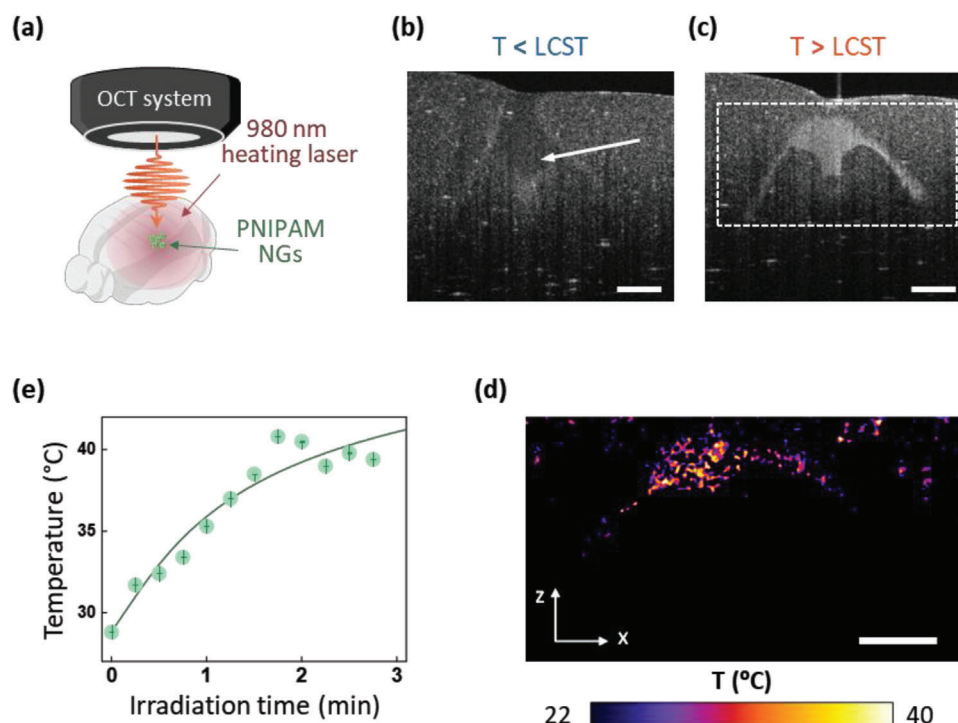 (a)
OCT system
980 nm
heating laser
PNIPAM
NGs
(b)
T < LCST
(c)
T > LCST
(e)
Temperature (°C)
40
35
30
0
1
2
3
Irradiation time (min)
(d)
z
x
T (ºC)
22
40